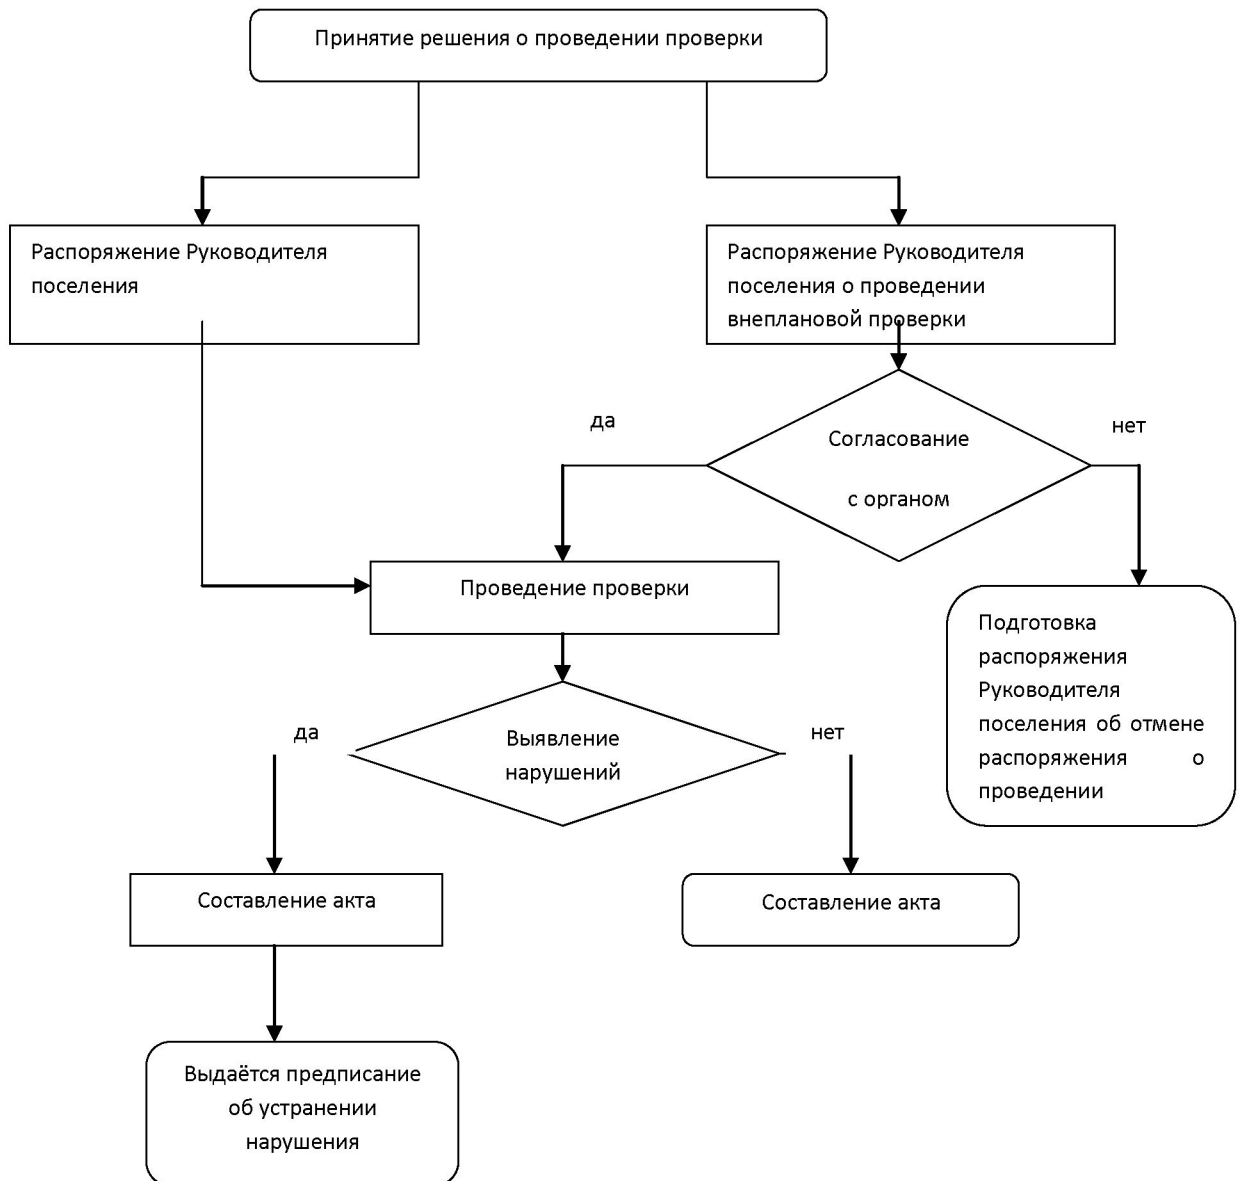 Принятие решения о проведении проверки
Распоряжение Руководителя
поселения
Распоряжение Руководителя
поселения о проведении
внеплановой проверки
да
нет
Согласование
с органом
Проведение проверки
Подготовка
распоряжения
Руководителя
поселения об отмене
распоряжения о
проведении
да
нет
Выявление
нарушений
Составление акта
Составление акта
Выдаётся предписание
об устранении
нарушения